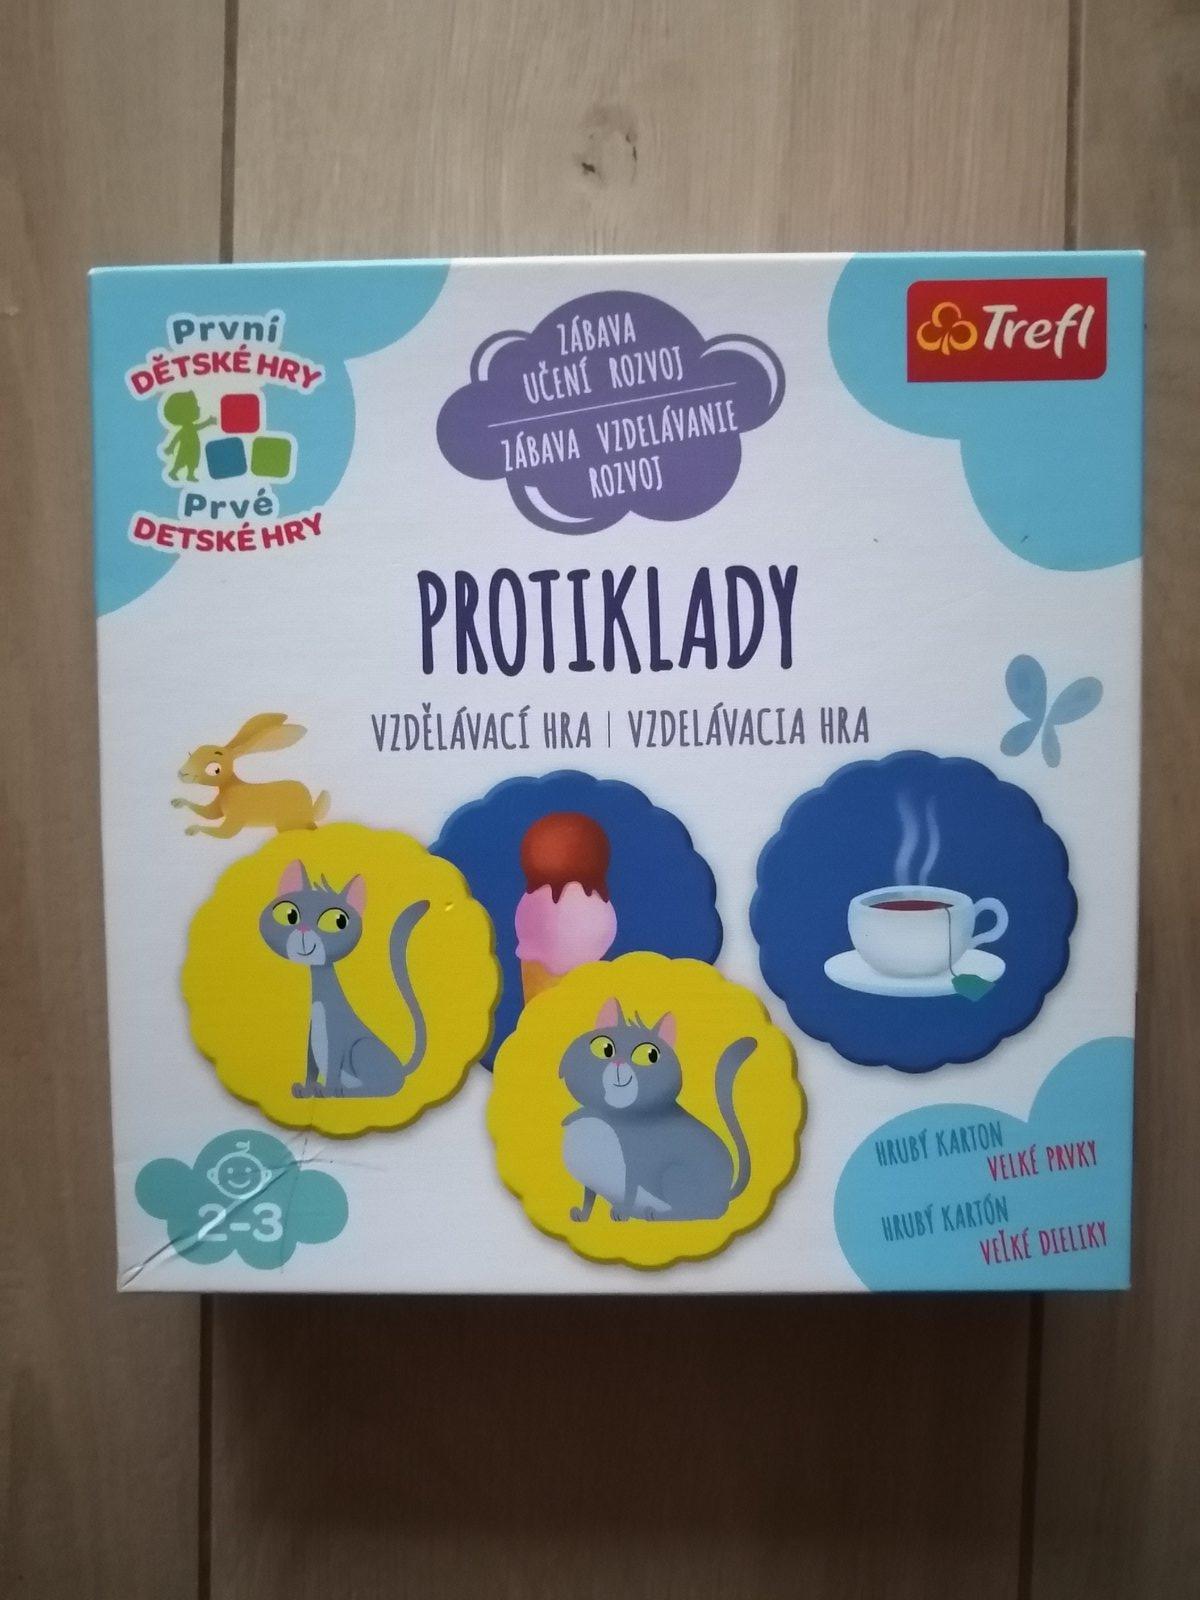 První
DĚTSKÉ HRY
Prvé
DETSKÉ HRY
ZÁBAVA
UČENÍ ROZVOJ
ZÁBAVA VZDELÁVANIE
ROZVOJ
Trefl
PROTIKLADY
VZDĚLÁVACÍ HRA | VZDELÁVACIA HRA
2-3
HRUBÝ KARTON
VELKÉ PRVKY
HRUBÝ KARTÓN
VEĽKÉ DIELIKY